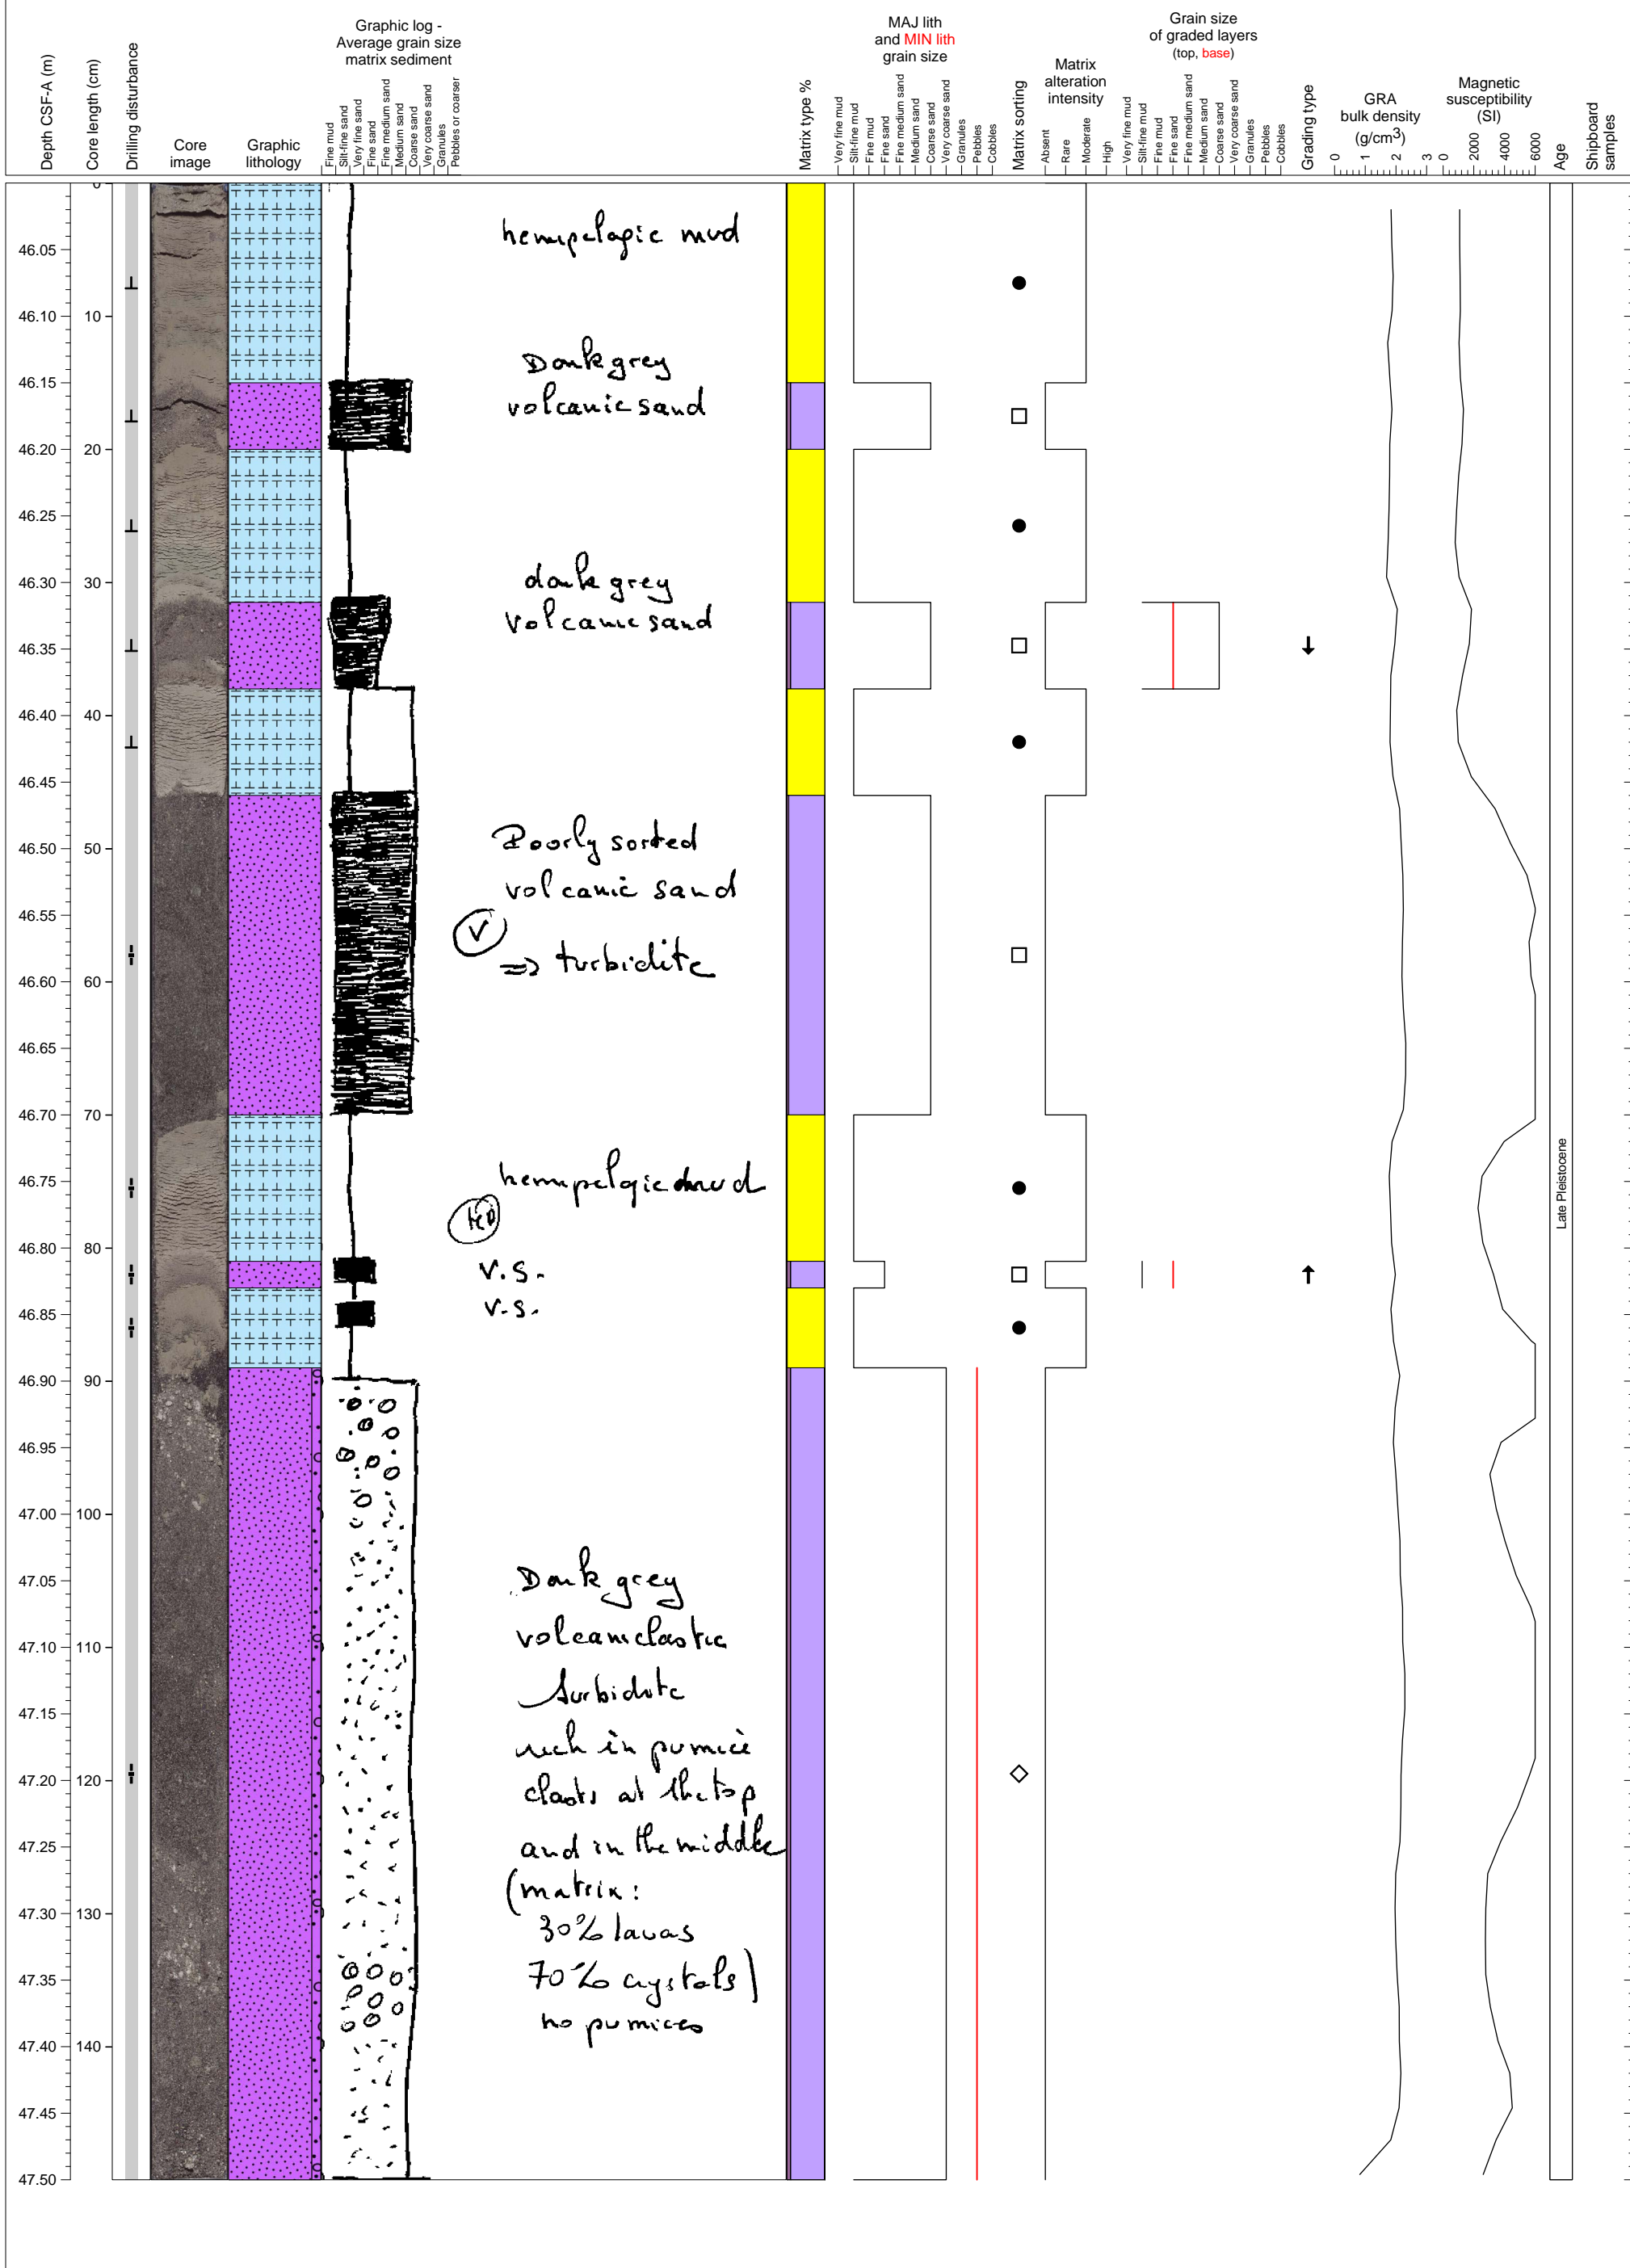 Graphic log -
Average grain size
matrix sediment
MAJ lith
and MIN lith
grain size
Grain size
of graded layers
(top, base)
Matrix
alteration
intensity
GRA
bulk density
(g/cm3)
Magnetic
susceptibility
(SI)
Depth CSF-A (m)
Core length (cm)
Drilling disturbance
Core
image
Graphic
lithology
Fine mud
Silt-fine sand
Very fine sand
Fine sand
Fine medium sand
Medium sand
Coarse sand
Very coarse sand
Granules
Pebbles or coarser
Matrix type %
Very fine mud
Silt-fine mud
Fine mud
Fine sand
Fine medium sand
Medium sand
Coarse sand
Very coarse sand
Granules
Pebbles
Cobbles
Matrix sorting
Absent
Rare
Moderate
High
Very fine mud
Silt-fine mud
Fine mud
Fine sand
Fine medium sand
Medium sand
Coarse sand
Very coarse sand
Granules
Pebbles
Cobbles
Grading type
0 1 2 3
0 2000 4000 6000
Age
Shipboard
samples
0
hemipelagic mud
46.05
46.10 10
Dark grey
46.15
volcanic sand
46.20 20
46.25
dark grey
46.30 30
volcanic sand
46.35
46.40 40
46.45
Poorly sorted
46.50 50
volcanic sand
46.55
V
=> turbidite
46.60 60
46.65
46.70 70
46.75
hemipelgic mud
Late Pleistocene
46.80 80
v.s.
46.85
v.s.
46.90 90
46.95
47.00 100
47.05
Dark grey
47.10 110
volcaniclastic
turbidite
47.15
rich in pumice
47.20 120
clasts at the top
47.25
and in the middle
(matrix:
47.30 130
30% lavas
47.35
70% crystals)
no pumices
47.40 140
47.45
47.50